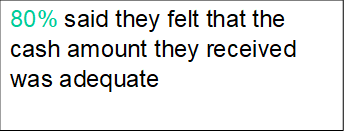 80% said they felt that the
cash amount they received
was adequate